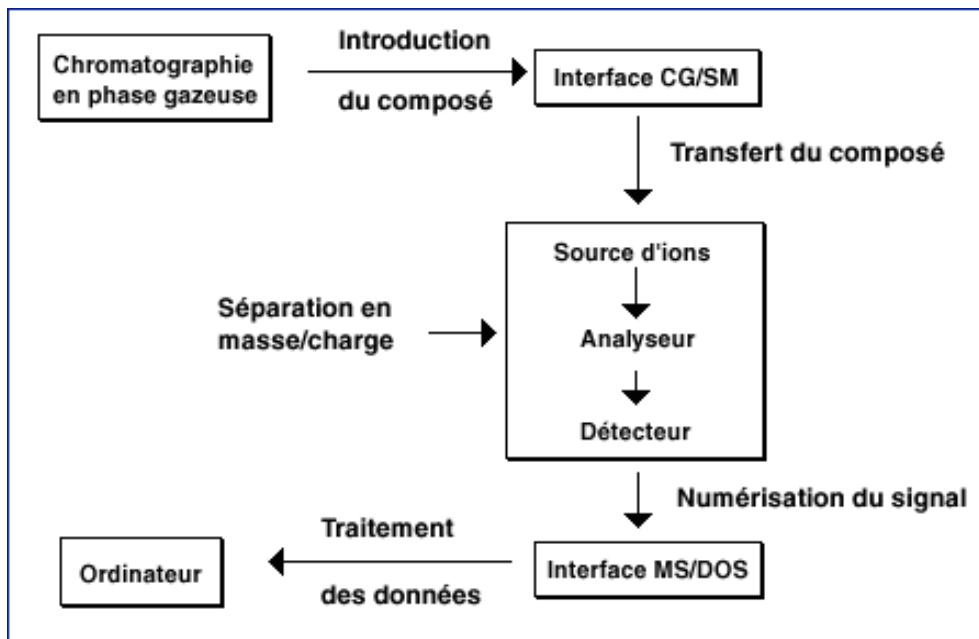 Chromatographie
en phase gazeuse
Introduction
du composé
Interface CG/SM
Transfert du composé
Source d'ions
Séparation en
masse/charge
Analyseur
Détecteur
Numérisation du signal
Interface MS/DOS
Traitement
des données
Ordinateur